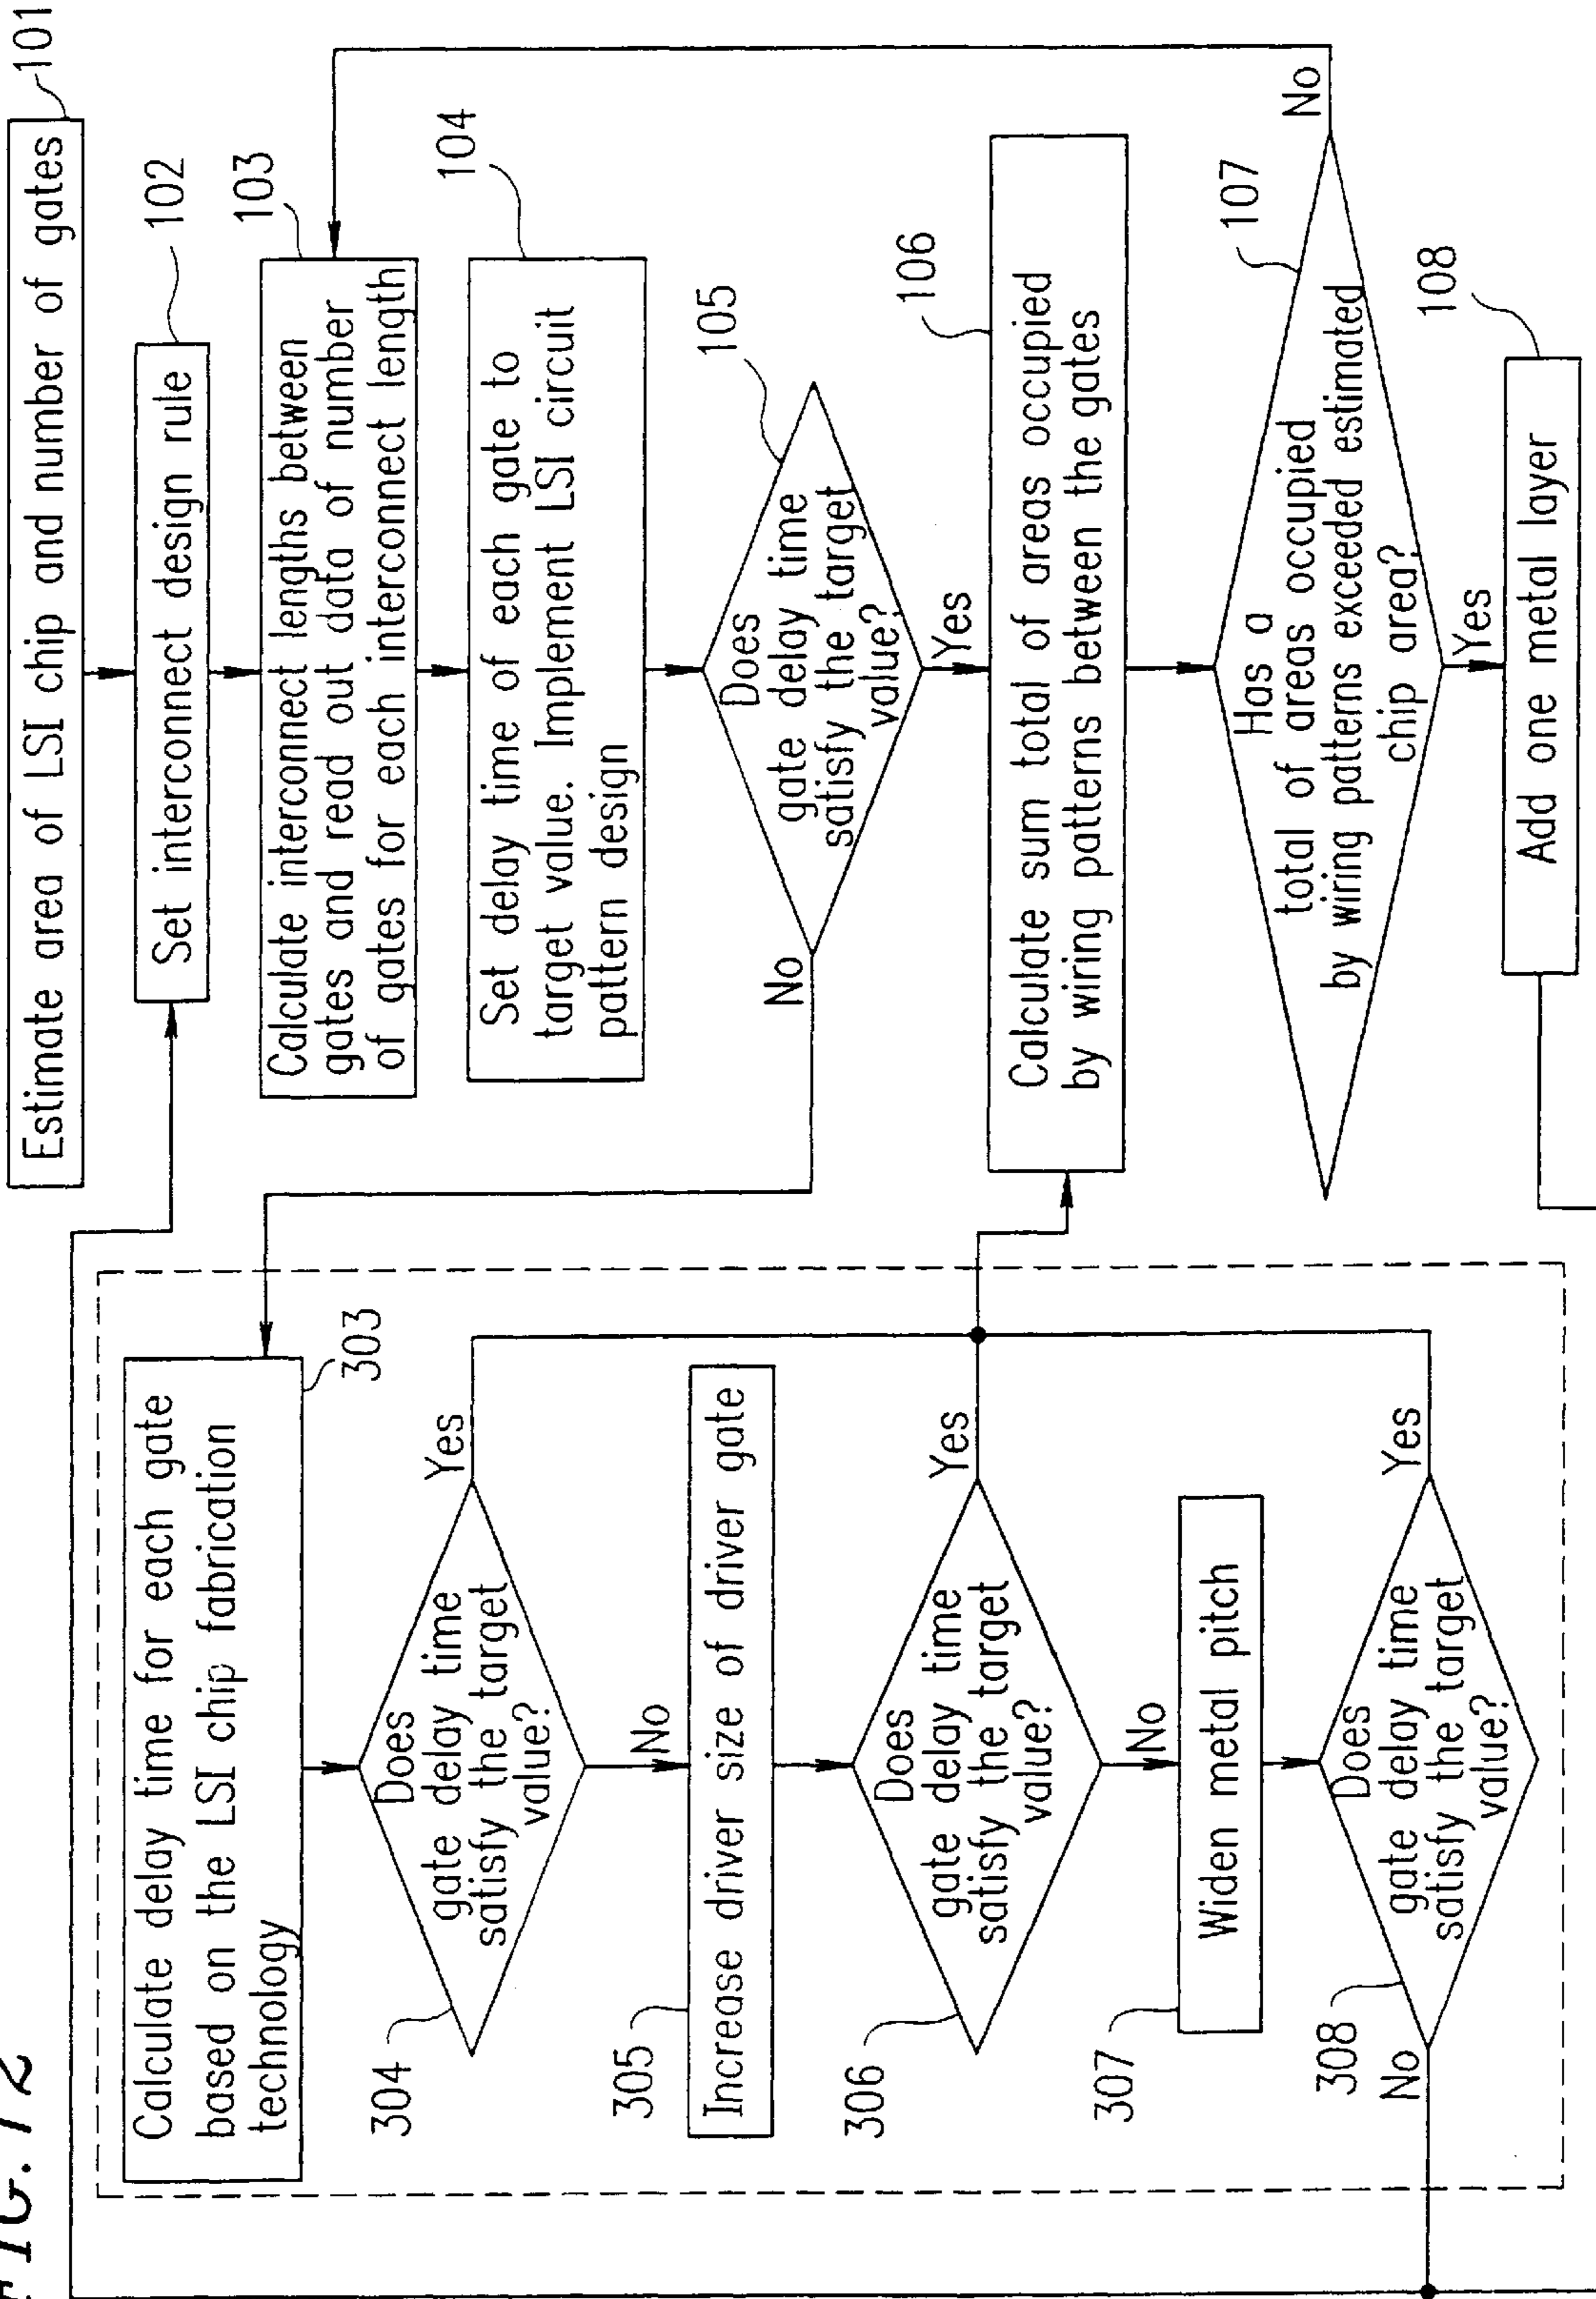 FIG. 12
Estimate area of LSI chip and number of gates
101
Set interconnect design rule
102
Calculate interconnect lengths between
gates and read out data of number
of gates for each interconnect length
103
Set delay time of each gate to
target value. Implement LSI circuit
pattern design
104
Does
gate delay time
satisfy the target
value?
105
No
Yes
Calculate sum total of areas occupied
by wiring patterns between the gates
106
Has a
total of areas occupied
by wiring patterns exceeded estimated
chip area?
107
No
Yes
Add one metal layer
108
Calculate delay time for each gate
based on the LSI chip fabrication
technology
303
Does
gate delay time
satisfy the target
value?
304
Yes
No
Increase driver size of driver gate
305
Does
gate delay time
satisfy the target
value?
306
Yes
No
Widen metal pitch
307
Does
gate delay time
satisfy the target
value?
308
Yes
No